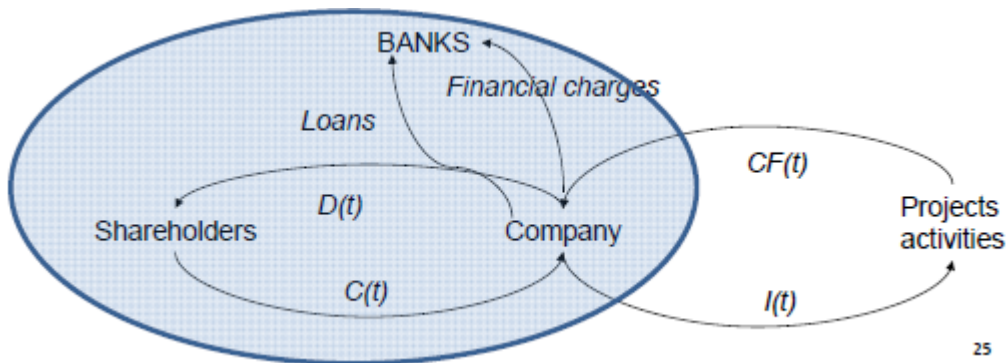 BANKS
Financial charges
Loans
CF(t)
D(t)
Shareholders
Company
Projects
activities
C(t)
I(t)
25